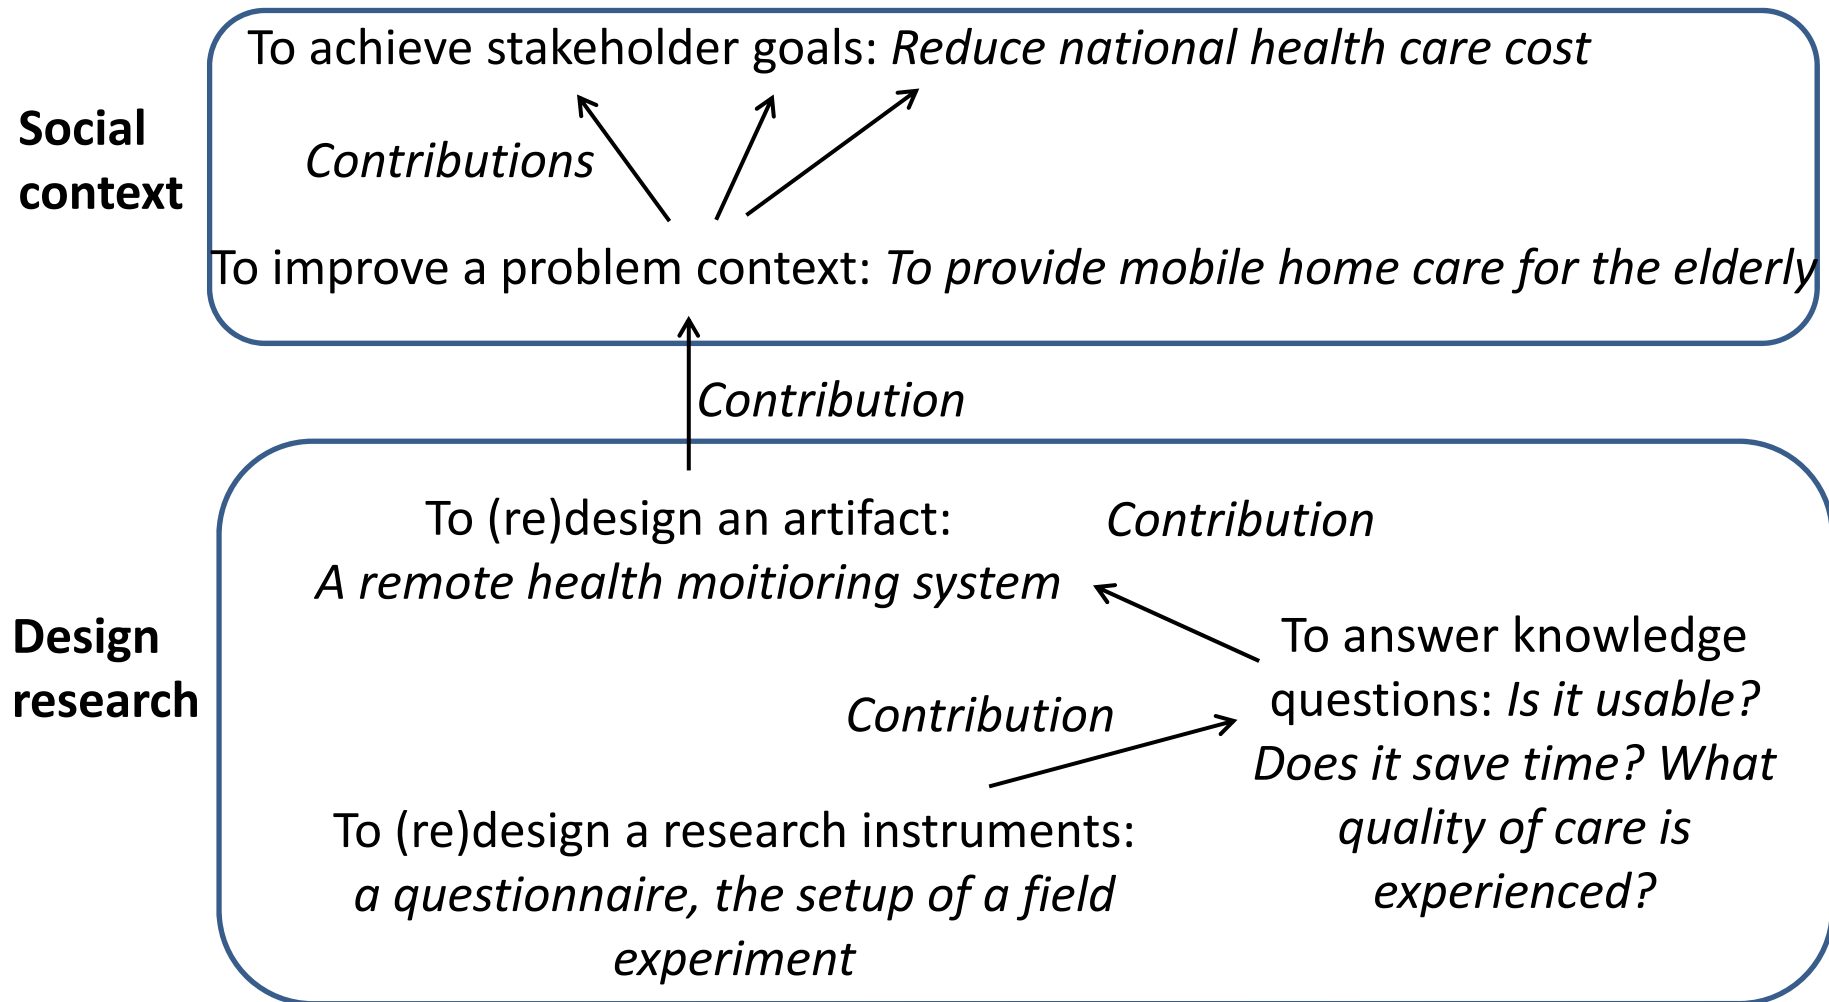 To achieve stakeholder goals: Reduce national health care cost
Social
context
Contributions
To improve a problem context: To provide mobile home care for the elderly
Contribution
Design
research
To (re)design an artifact:
A remote health moitioring system
Contribution
To answer knowledge
questions: Is it usable?
Does it save time? What
quality of care is
experienced?
Contribution
To (re)design a research instruments:
a questionnaire, the setup of a field
experiment